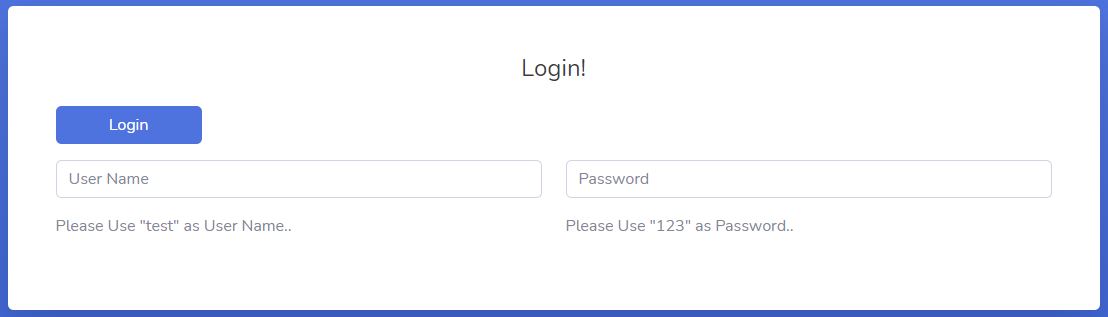 Login!
Login
User Name
Password
Please Use "test" as User Name..
Please Use "123" as Password..